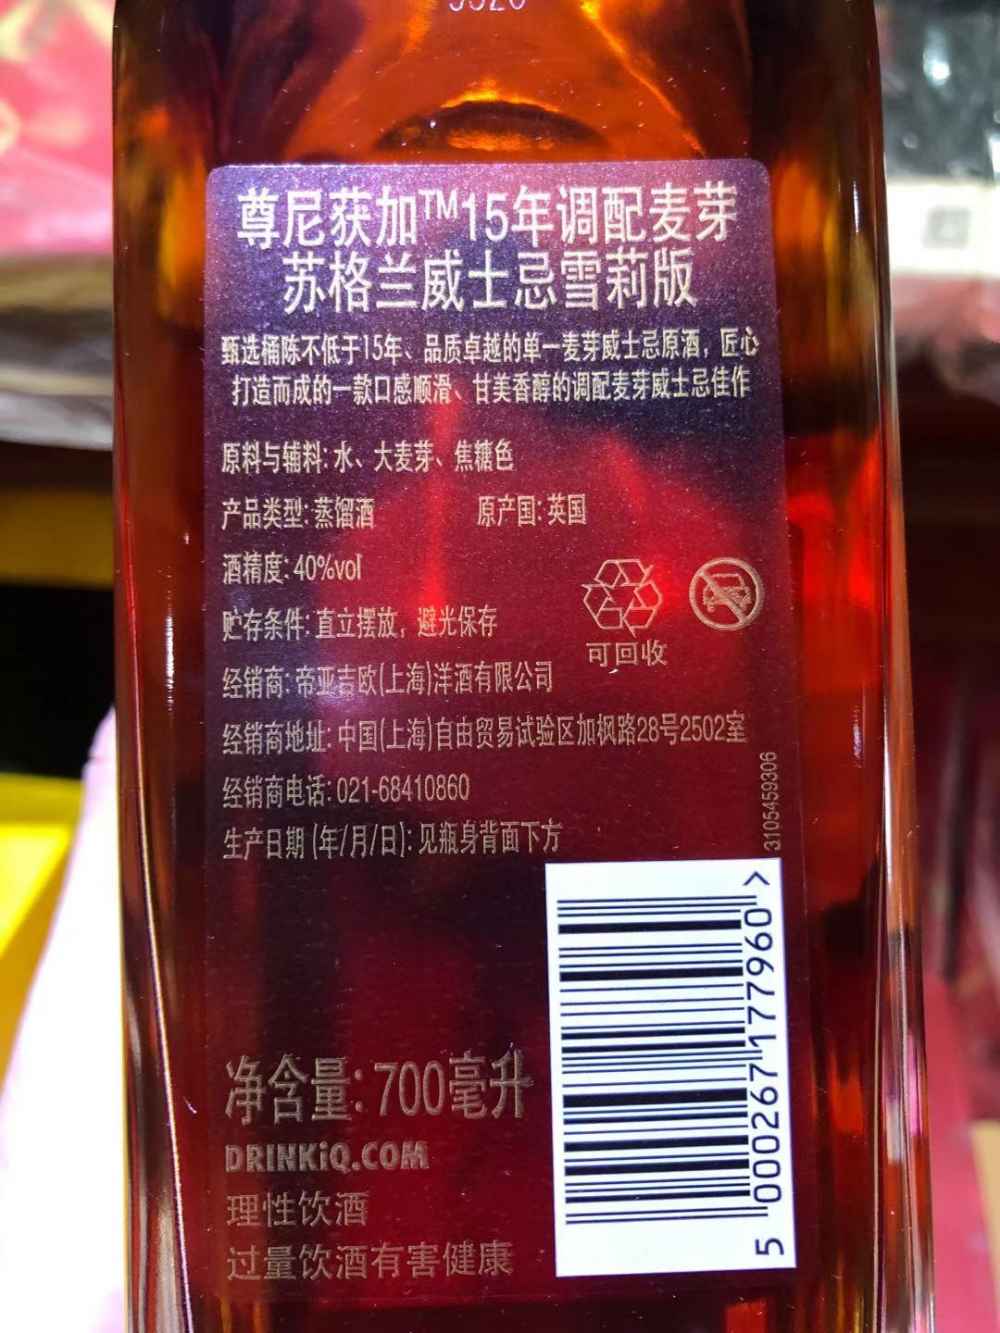 尊尼获加™15年调配麦芽
苏格兰威士忌雪莉版
甄选桶陈不低于15年、品质卓越的单一麦芽威士忌原酒，匠心
打造而成的一款口感顺滑、甘美香醇的调配麦芽威士忌佳作
原料与辅料：水、大麦芽、焦糖色
产品类型：蒸馏酒 原产国：英国
酒精度：40%vol
贮存条件：直立摆放，避光保存
可回收
经销商：帝亚吉欧(上海)洋酒有限公司
经销商地址：中国(上海)自由贸易试验区加枫路28号2502室
经销商电话：021-68410860
生产日期 (年/月/日)：见瓶身背面下方
3105459306
5 000267 177960 >
净含量：700毫升
DRINKiQ.COM
理性饮酒
过量饮酒有害健康